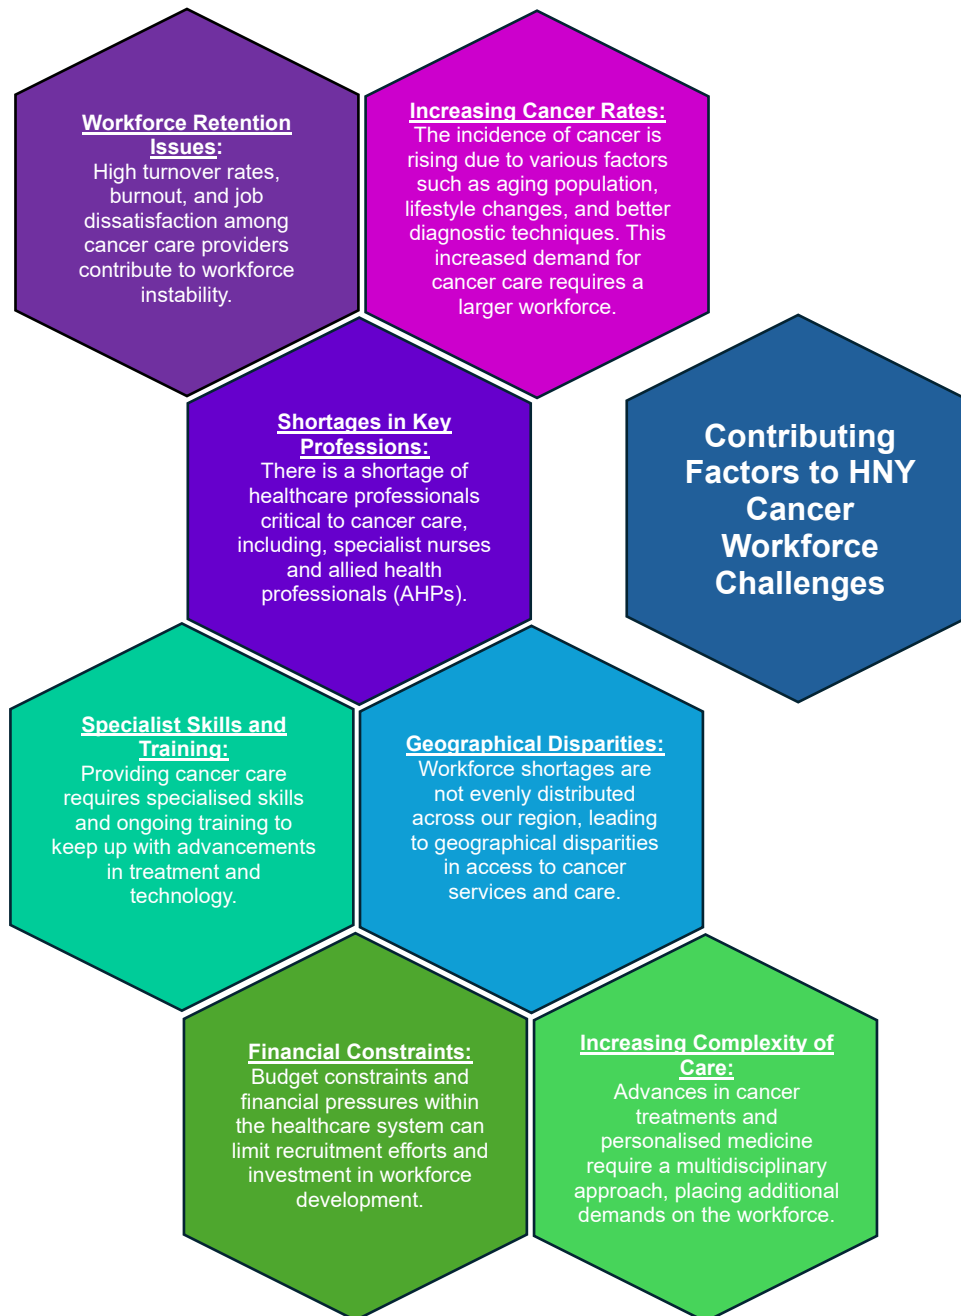 Workforce Retention
Issues:
High turnover rates,
burnout, and job
dissatisfaction among
cancer care providers
contribute to workforce
instability.
Increasing Cancer Rates:
The incidence of cancer is
rising due to various factors
such as aging population,
lifestyle changes, and better
diagnostic techniques. This
increased demand for
cancer care requires a
larger workforce.
Contributing
Factors to HNY
Cancer
Workforce
Challenges
Shortages in Key
Professions:
There is a shortage of
healthcare professionals
critical to cancer care,
including, specialist nurses
and allied health
professionals (AHPs).
Specialist Skills and
Training:
Providing cancer care
requires specialised skills
and ongoing training to
keep up with advancements
in treatment and
technology.
Geographical Disparities:
Workforce shortages are
not evenly distributed
across our region, leading
to geographical disparities
in access to cancer
services and care.
Financial Constraints:
Budget constraints and
financial pressures within
the healthcare system can
limit recruitment efforts and
investment in workforce
development.
Increasing Complexity of
Care:
Advances in cancer
treatments and
personalised medicine
require a multidisciplinary
approach, placing additional
demands on the workforce.